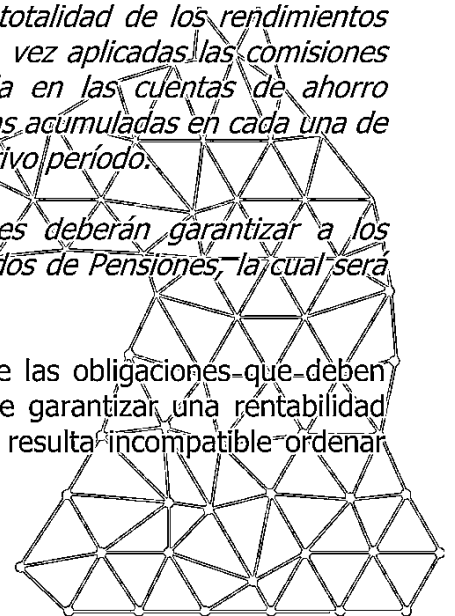 totalidad de los rendimientos
vez aplicadas las comisiones
a en las cuentas de ahorro
as acumuladas en cada una de
ivo período.
es deberán garantizar a los
dos de Pensiones, la cual será
e las obligaciones que deben
e garantizar una rentabilidad
resulta incompatible ordenar